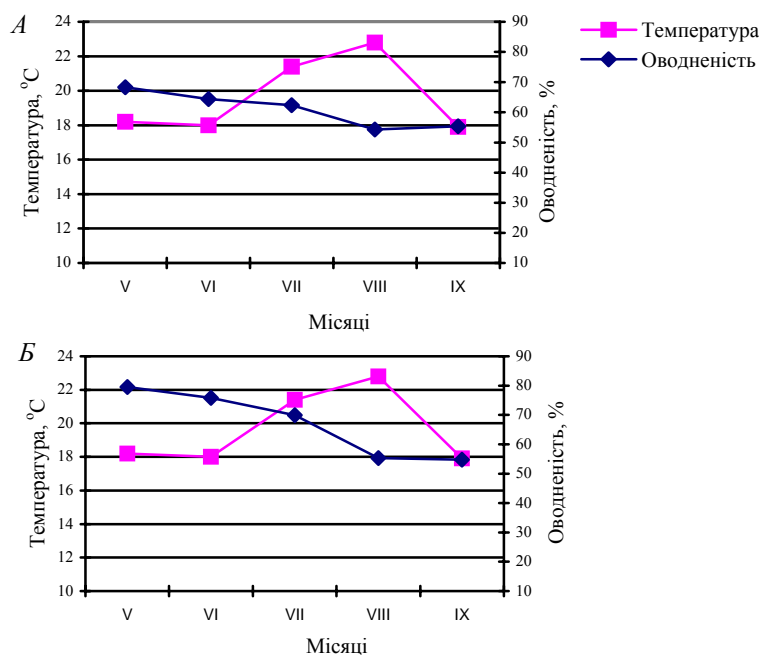 А
Температура, °С
24
22
20
18
16
14
12
10
90
80
70
60
50
40
30
20
10
Оводненість, %
V VI VII VIII IX
Місяці
Температура
Оводненість
Б
Температура, °С
24
22
20
18
16
14
12
10
90
80
70
60
50
40
30
20
10
Оводненість, %
V VI VII VIII IX
Місяці